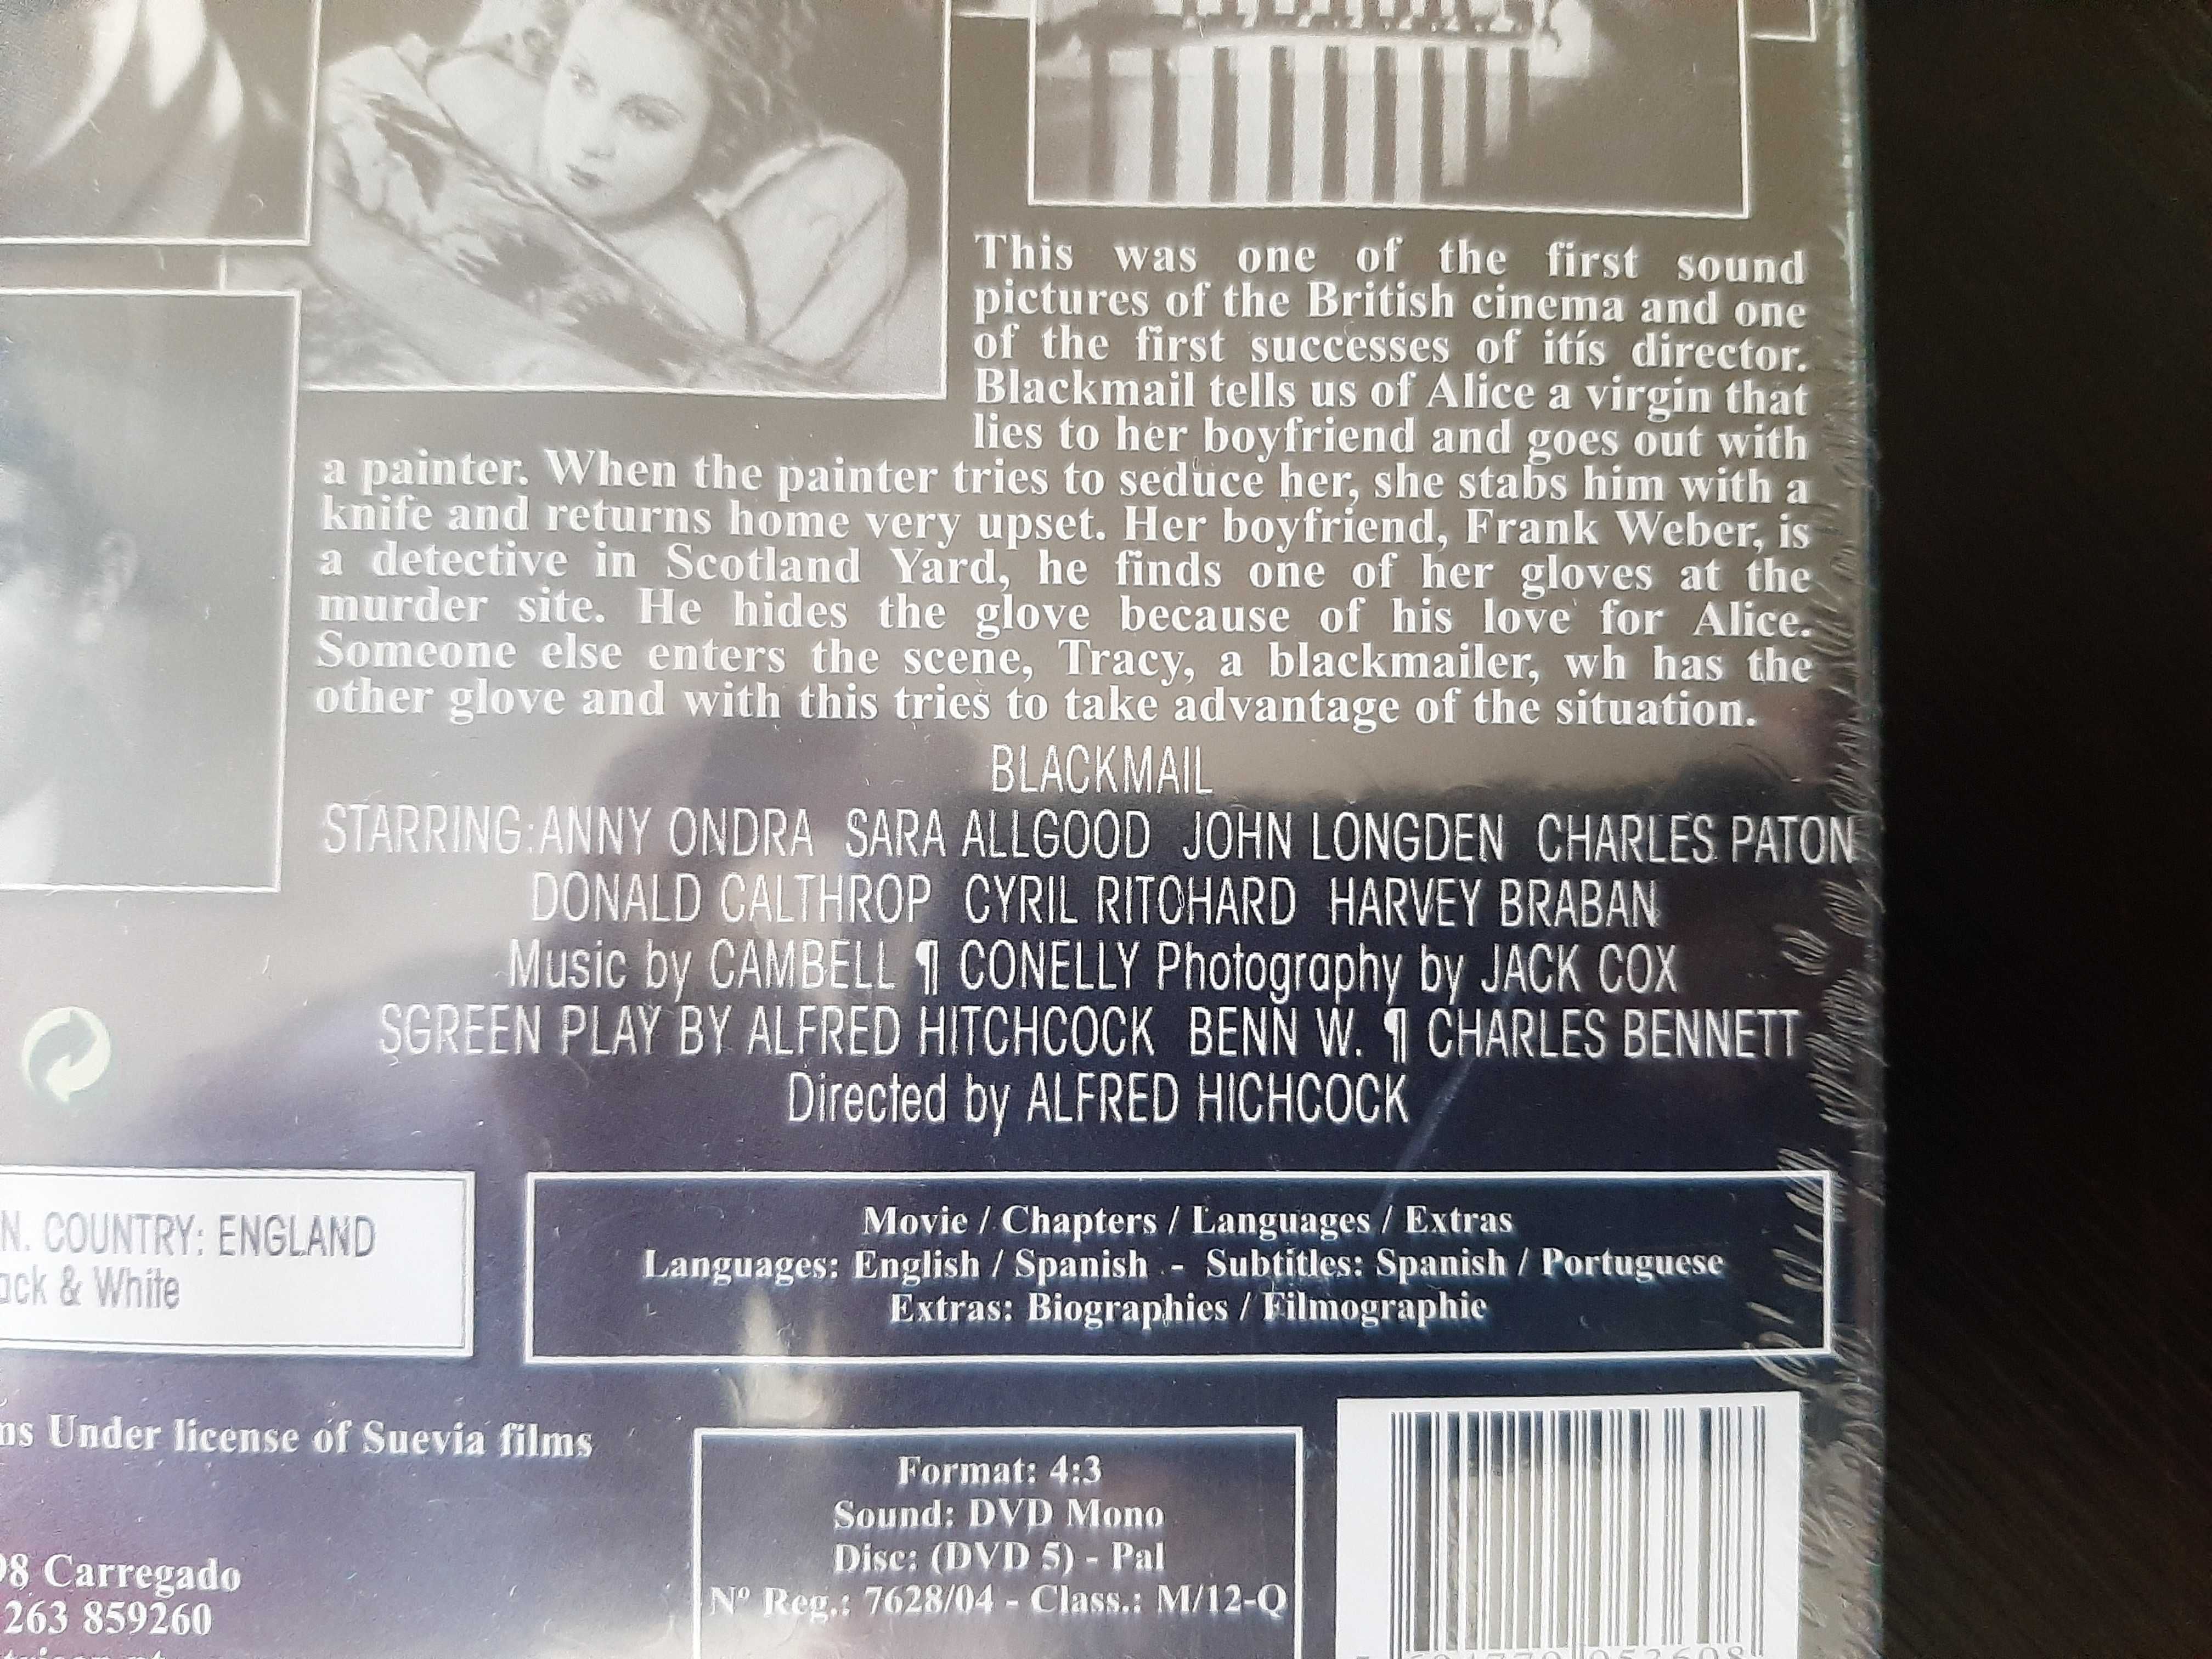 This was one of the first sound
pictures of the British cinema and one
of the first successes of itís director.
Blackmail tells us of Alice a virgin that
lies to her boyfriend and goes out with
a painter. When the painter tries to seduce her, she stabs him with a
knife and returns home very upset. Her boyfriend, Frank Weber, is
a detective in Scotland Yard, he finds one of her gloves at the
murder site. He hides the glove because of his love for Alice.
Someone else enters the scene, Tracy, a blackmailer, wh has the
other glove and with this tries to take advantage of the situation.
BLACKMAIL
STARRING:ANNY ONDRA SARA ALLGOOD JOHN LONGDEN CHARLES PATON
DONALD CALTHROP CYRIL RITCHARD HARVEY BRABAN
Music by CAMBELL ¶ CONELLY Photography by JACK COX
SGREEN PLAY BY ALFRED HITCHCOCK BENN W. ¶ CHARLES BENNETT
Directed by ALFRED HICHCOCK
N. COUNTRY: ENGLAND
ack & White
Movie / Chapters / Languages / Extras
Languages: English / Spanish - Subtitles: Spanish / Portuguese
Extras: Biographies / Filmographie
ms Under license of Suevia films
Format: 4:3
Sound: DVD Mono
Disc: (DVD 5) - Pal
Nº Reg.: 7628/04 - Class.: M/12-Q
98 Carregado
263 859260